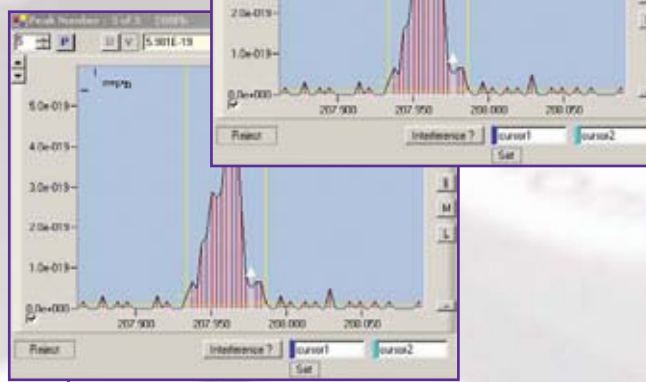 Peak Number : 3 of 3
P
V 5.981E-19
2.0e-019
1.0e-019
0.0e+000
207.900 207.950 208.000 208.050
Reject Interference ? cursor1 cursor2
Set
5.0e-019
4.0e-019
3.0e-019
2.0e-019
1.0e-019
0.0e+000
207.900 207.950 208.000 208.050
Reject Interference ? cursor1 cursor2
Set
M
L